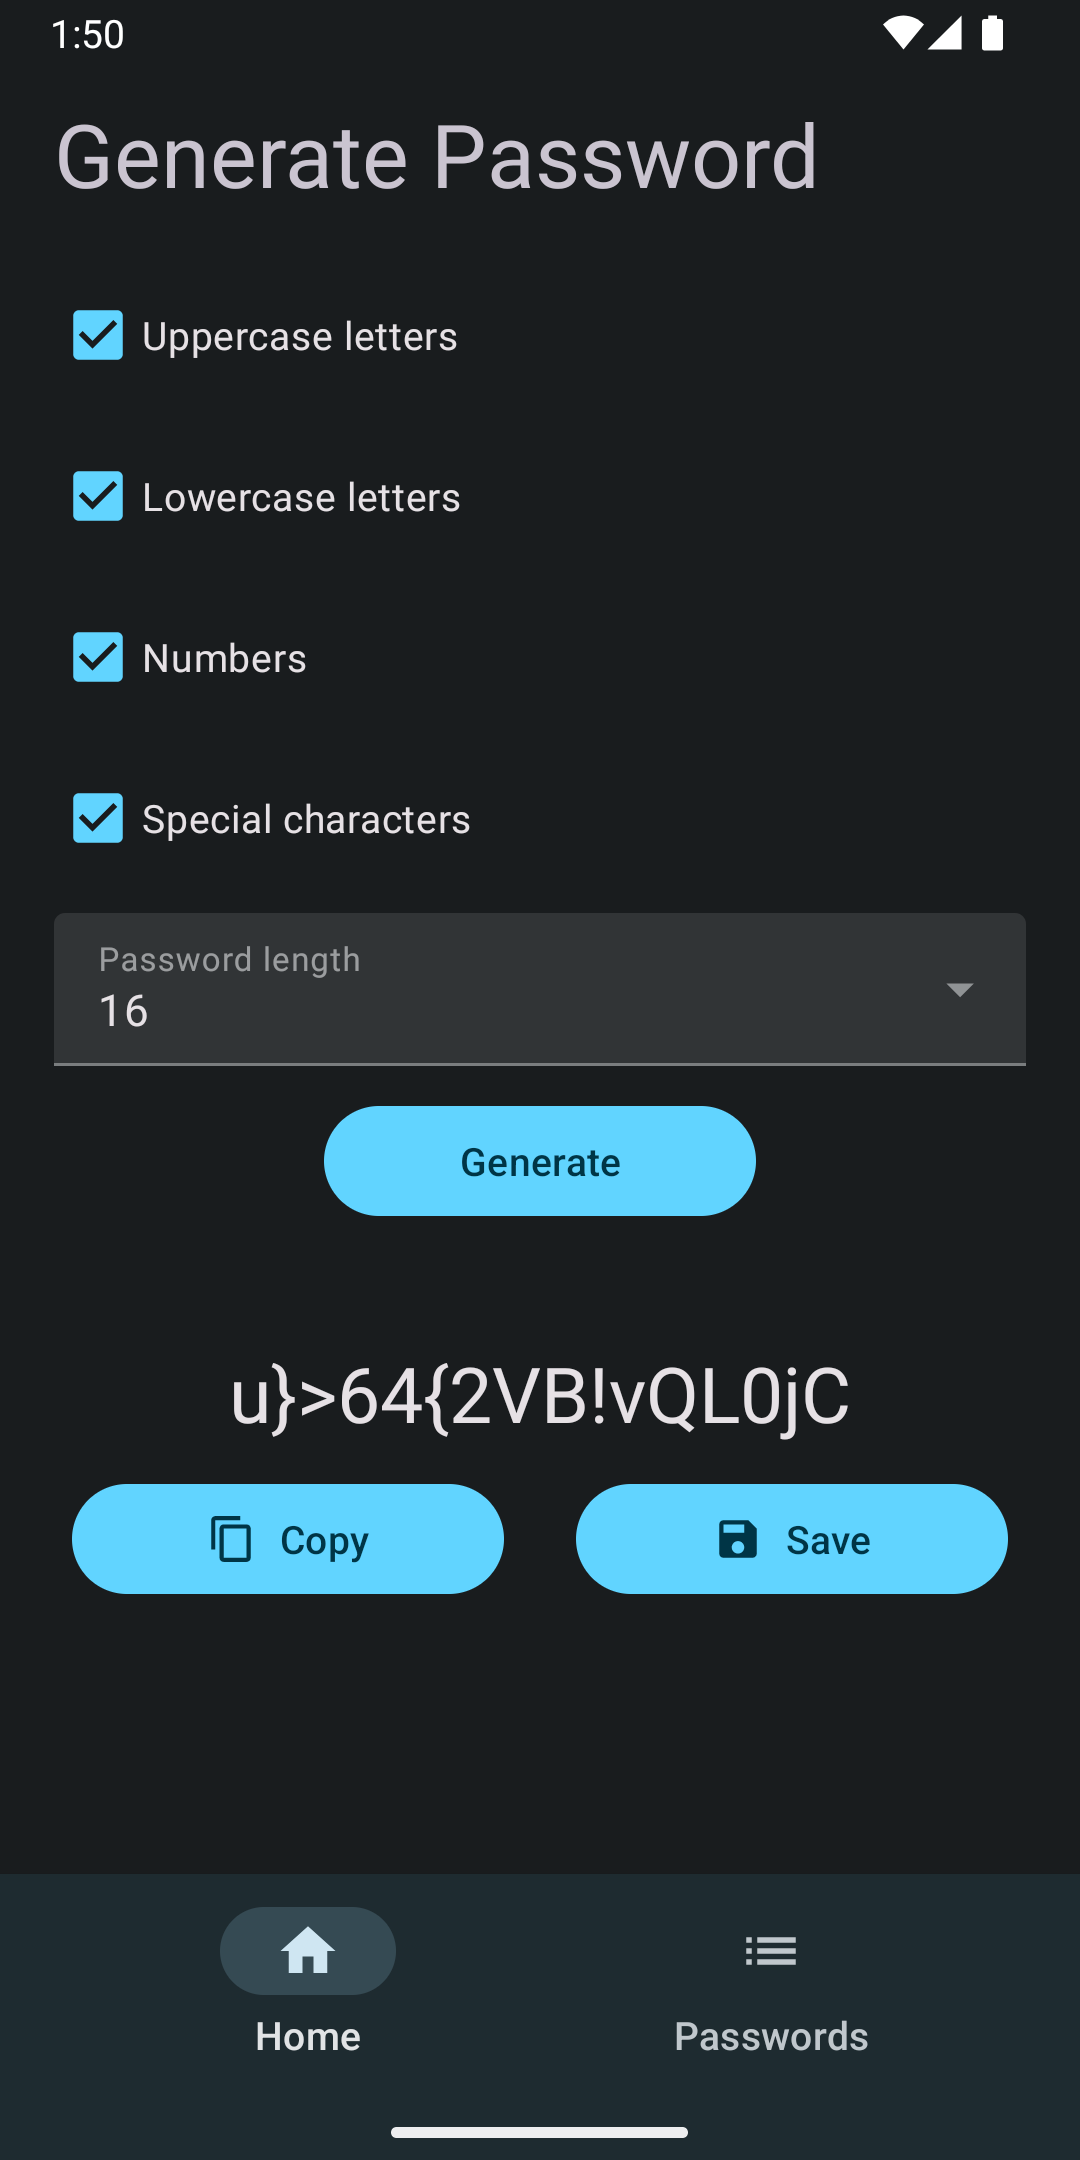 1:50
Generate Password
Uppercase letters
Lowercase letters
Numbers
Special characters
Password length
16
Generate
u}>64{2VB!vQL0jC
Copy
Save
Home
Passwords